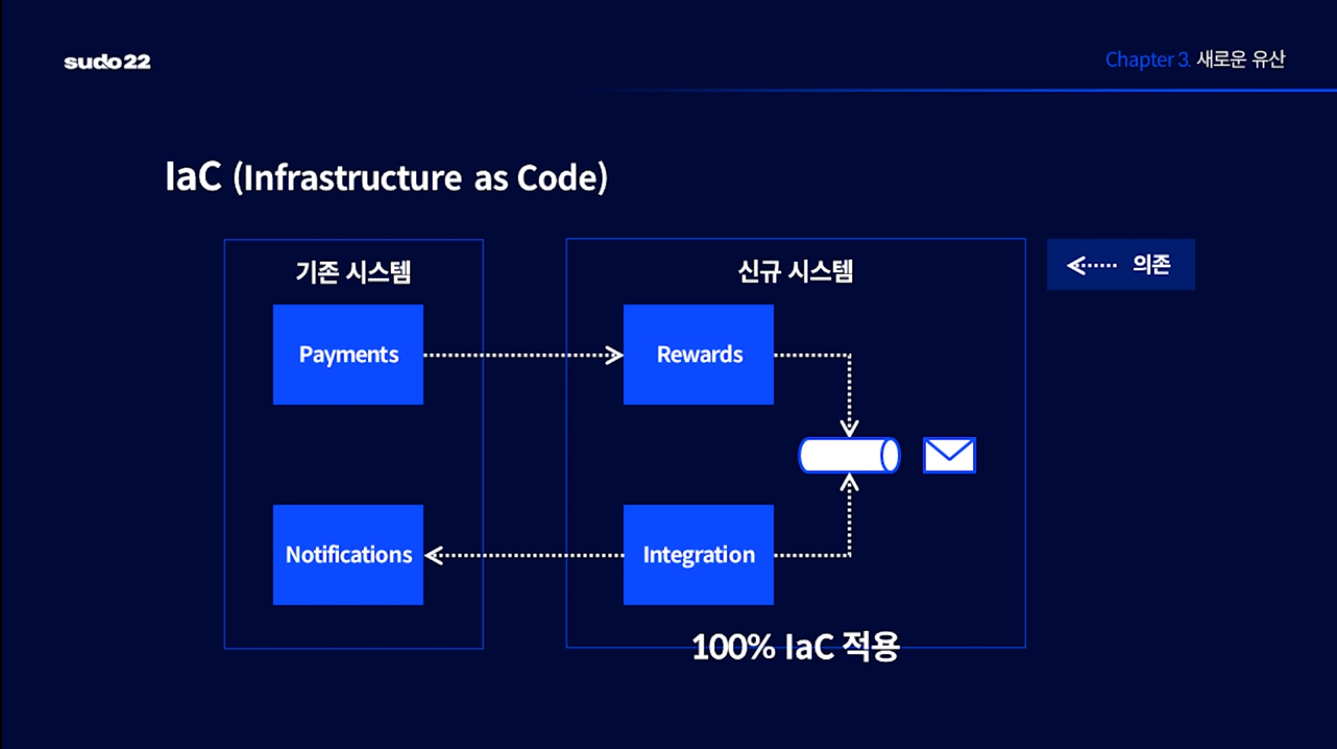 sudo22
Chapter 3. 새로운 유산
IaC (Infrastructure as Code)
기존 시스템
신규 시스템
의존
Payments
Rewards
Notifications
Integration
100% IaC 적용